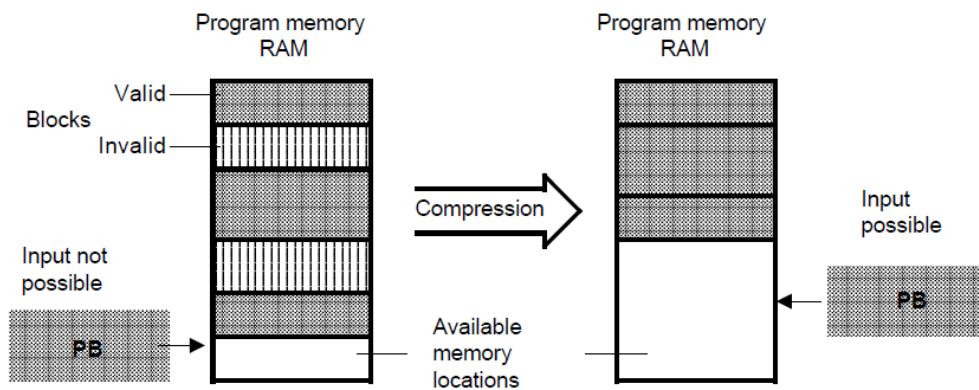 Program memory
RAM
Program memory
RAM
Valid
Blocks
Invalid
Compression
Input
possible
Input not
possible
PB
PB
Available
memory
locations